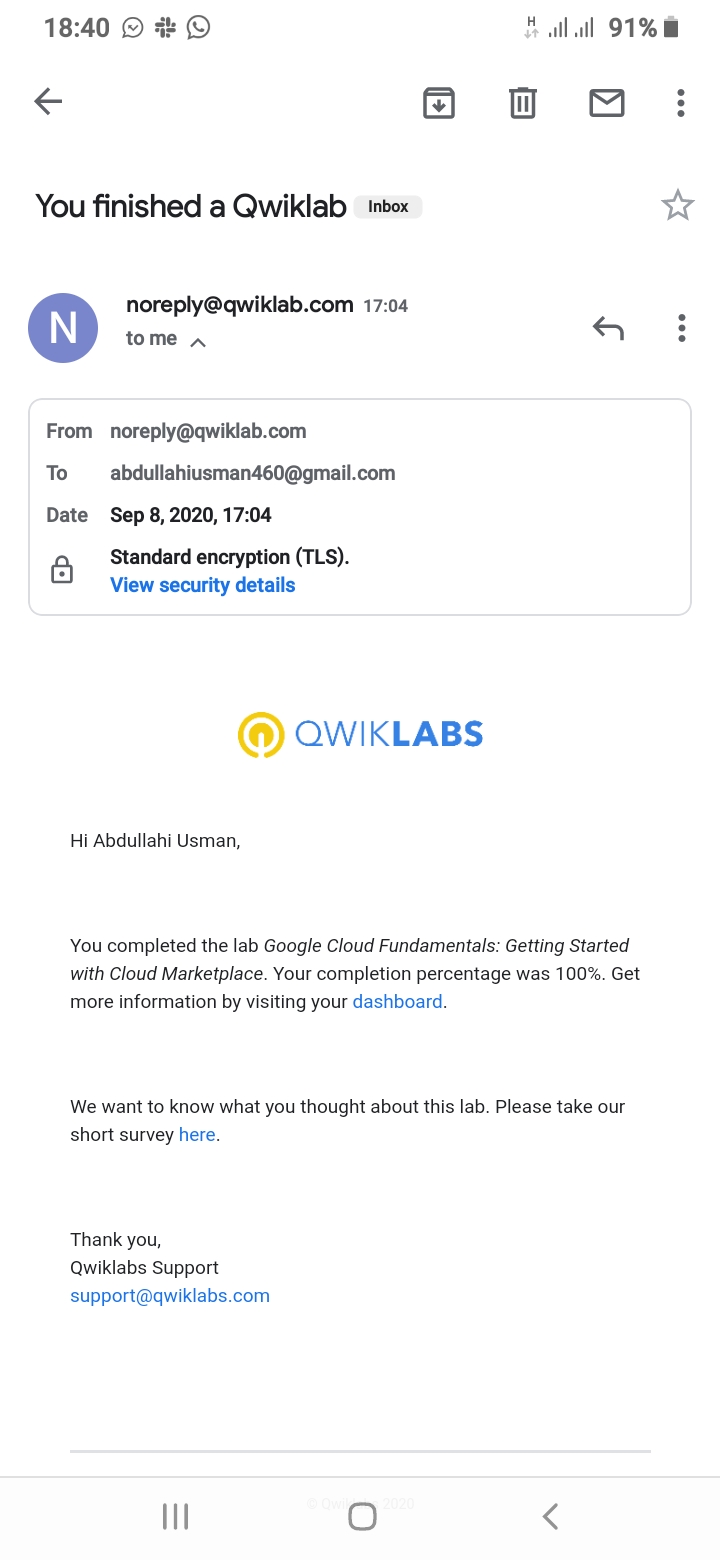 18:40 H 91%
You finished a Qwiklab Inbox
N
noreply@qwiklab.com 17:04
to me
From noreply@qwiklab.com
To abdullahiusman460@gmail.com
Date Sep 8, 2020, 17:04
Standard encryption (TLS).
View security details
QWIKLABS
Hi Abdullahi Usman,
You completed the lab Google Cloud Fundamentals: Getting Started
with Cloud Marketplace. Your completion percentage was 100%. Get
more information by visiting your dashboard.
We want to know what you thought about this lab. Please take our
short survey here.
Thank you,
Qwiklabs Support
support@qwiklabs.com
© 2020